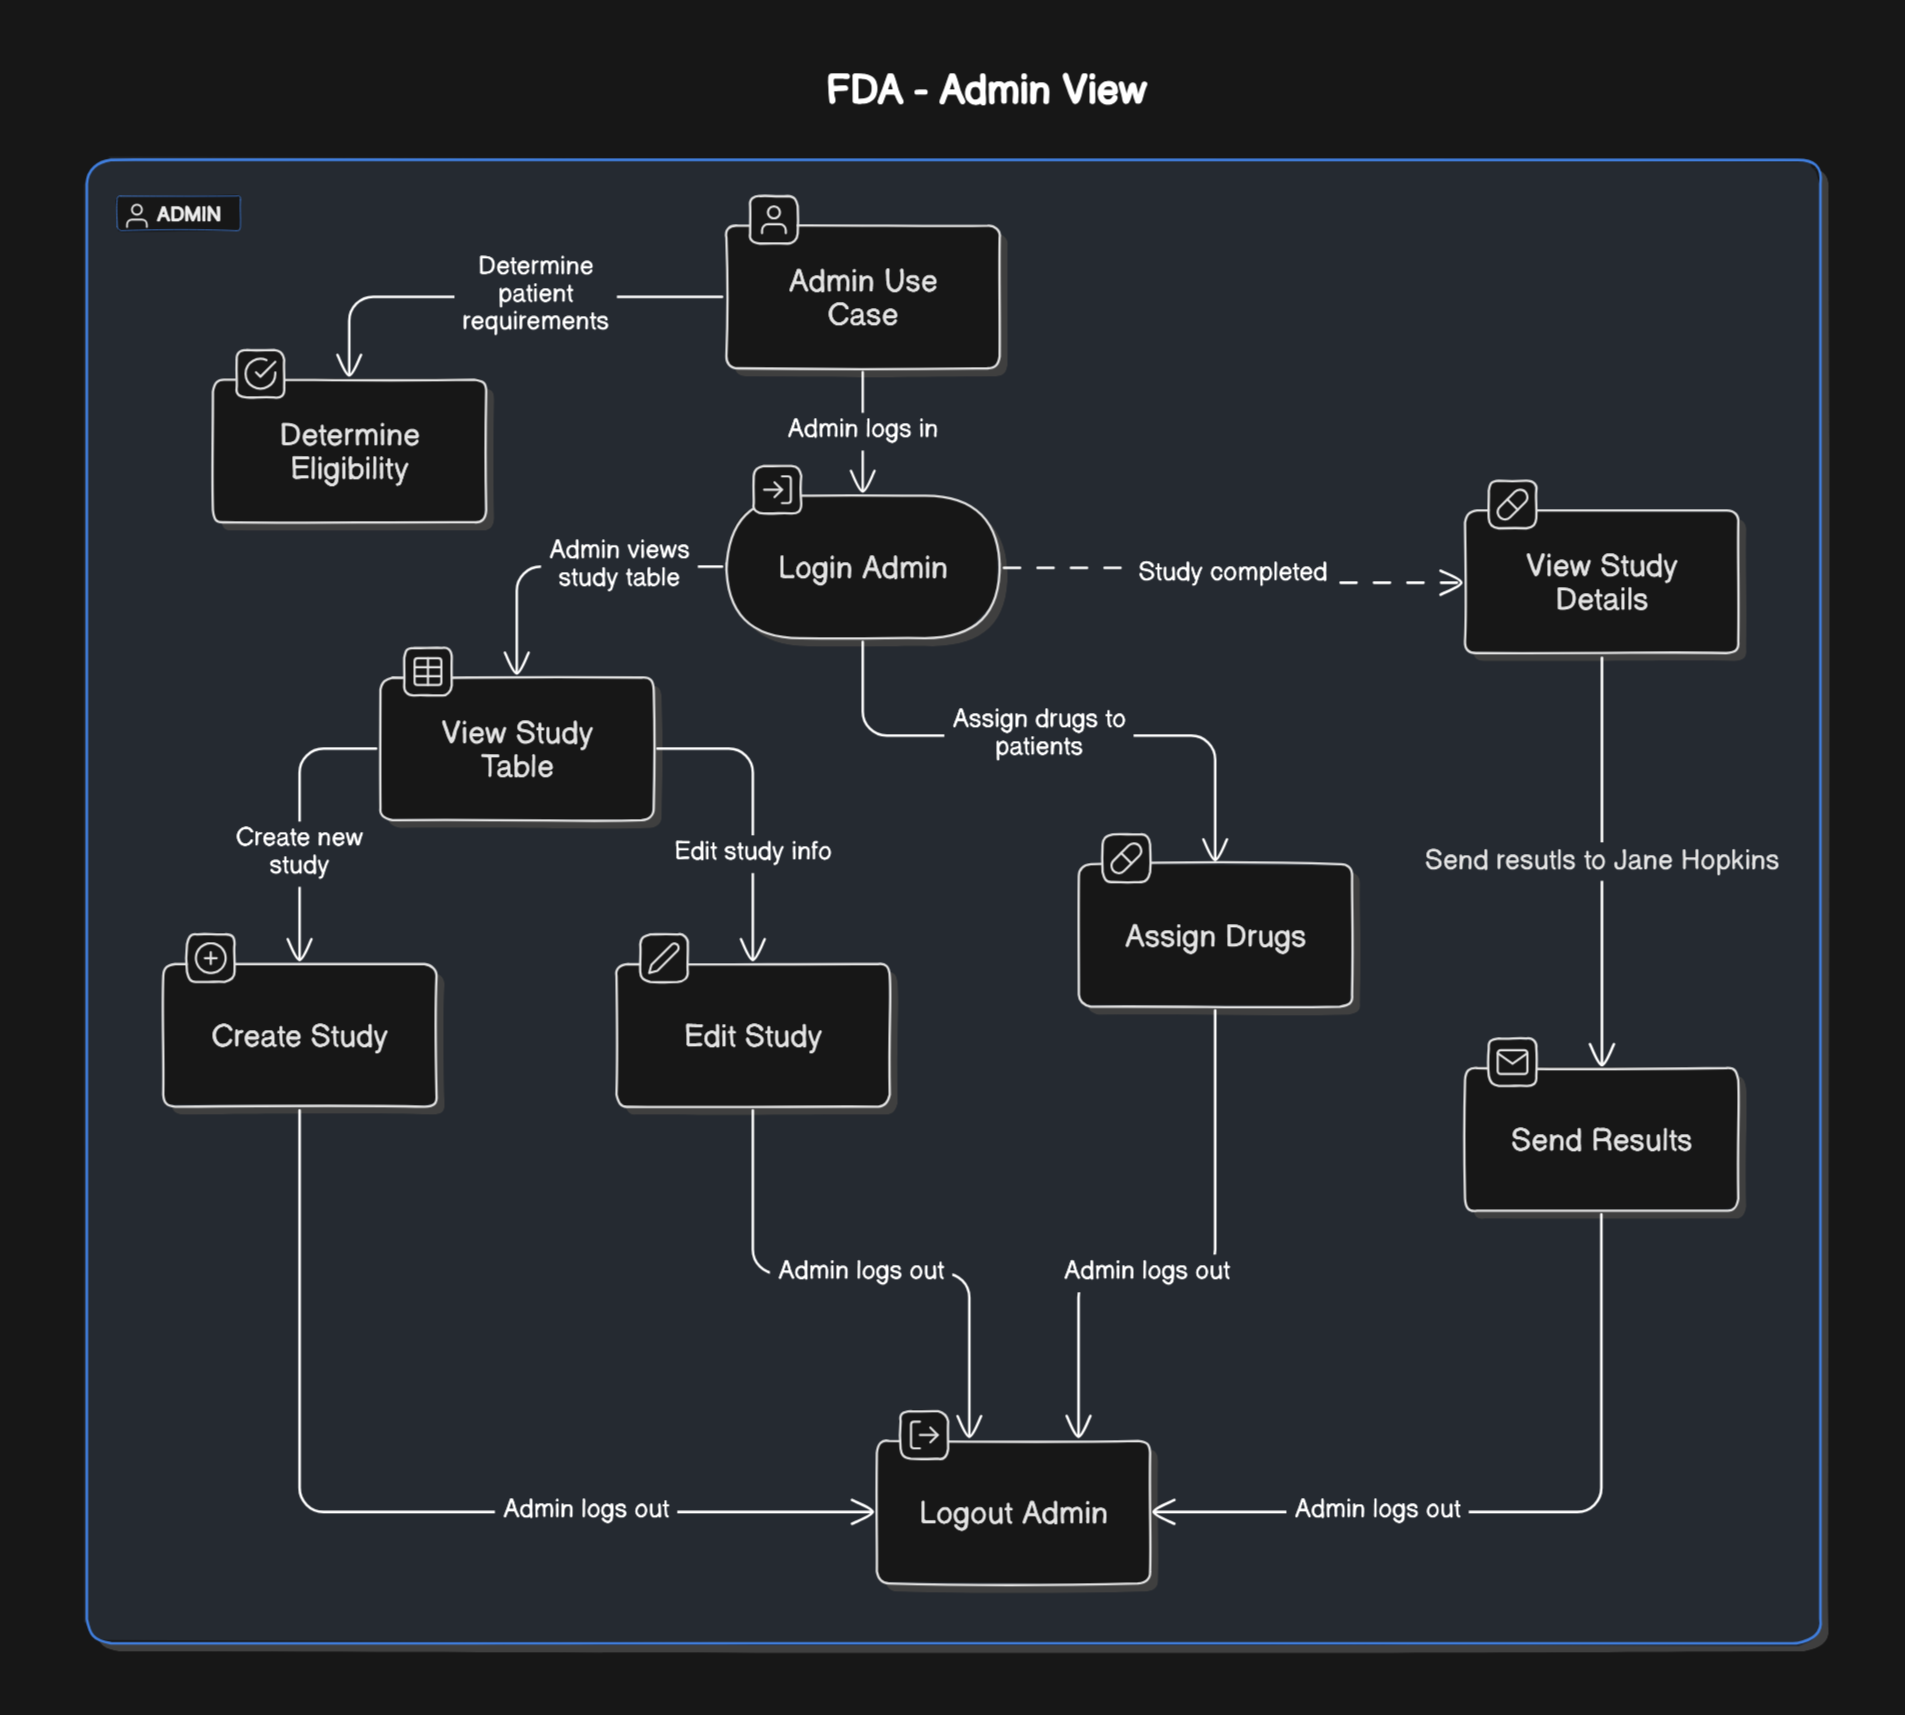 FDA - Admin View
ADMIN
Admin Use
Case
Determine
patient
requirements
Determine
Eligibility
Admin logs in
Login Admin
Admin views
study table
Study completed
View Study
Details
View Study
Table
Assign drugs to
patients
Create new
study
Edit study info
Send resutls to Jane Hopkins
Assign Drugs
Create Study
Edit Study
Send Results
Admin logs out
Admin logs out
Admin logs out
Logout Admin
Admin logs out